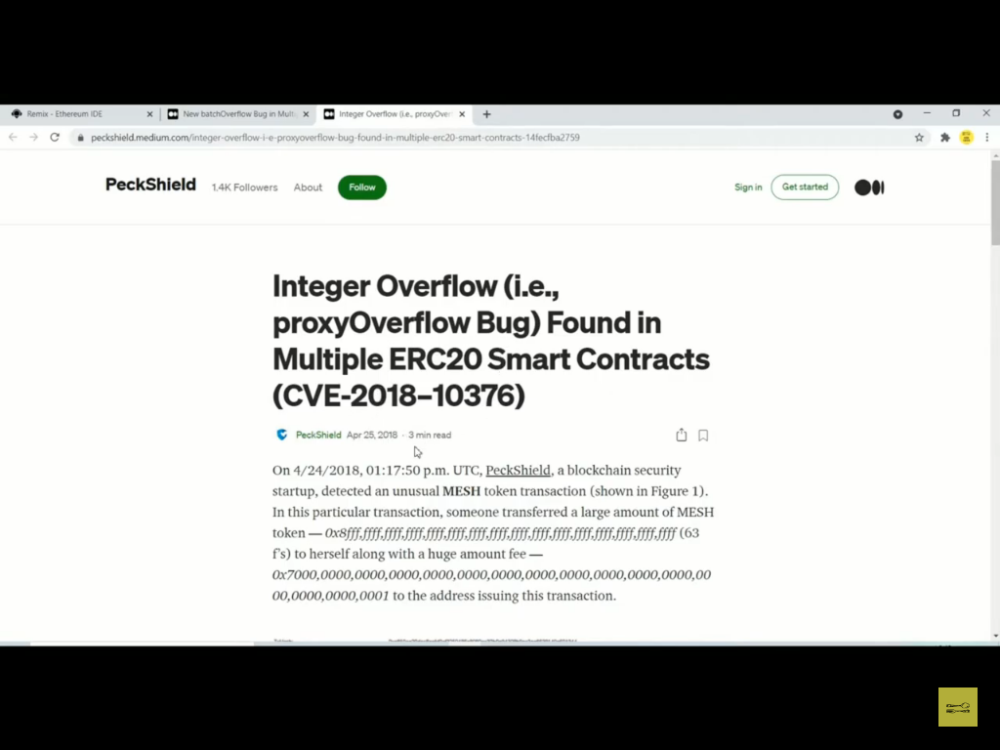 Remix - Ethereum IDE
New batchOverflow Bug in Multi
Integer Overflow (i.e., proxyOver
peckshield.medium.com/integer-overflow-i-e-proxyoverflow-bug-found-in-multiple-erc20-smart-contracts-14fecfba2759
PeckShield 1.4K Followers About Follow Sign in Get started
Integer Overflow (i.e.,
proxyOverflow Bug) Found in
Multiple ERC20 Smart Contracts
(CVE-2018–10376)
PeckShield Apr 25, 2018 · 3 min read
On 4/24/2018, 01:17:50 p.m. UTC, PeckShield, a blockchain security
startup, detected an unusual MESH token transaction (shown in Figure 1).
In this particular transaction, someone transferred a large amount of MESH
token — 0x8fff,ffff,ffff,ffff,ffff,ffff,ffff,ffff,ffff,ffff,ffff,ffff,ffff,ffff,ffff,ffff (63
f's) to herself along with a huge amount fee —
0x7000,0000,0000,0000,0000,0000,0000,0000,0000,0000,0000,0000,00
00,0000,0000,0001 to the address issuing this transaction.